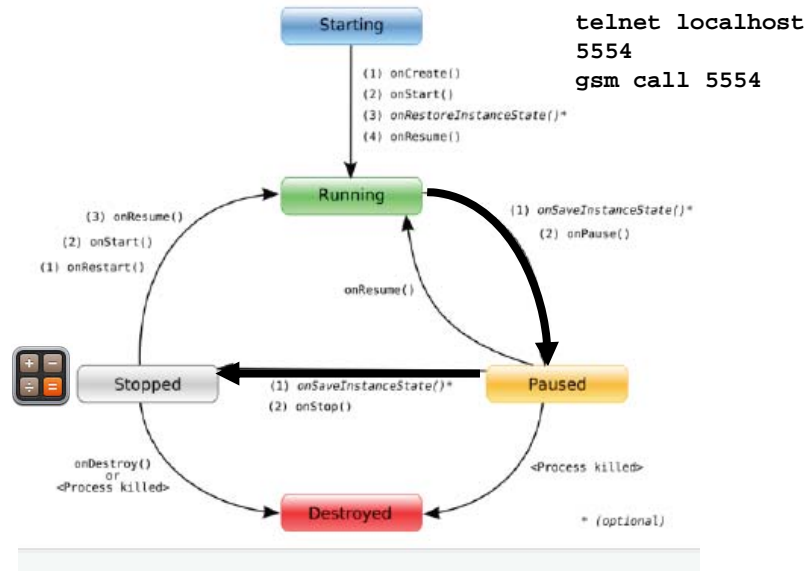 Starting
telnet localhost
5554
gsm call 5554
(1) onCreate()
(2) onStart()
(3) onRestoreInstanceState()*
(4) onResume()
Running
(3) onResume()
(2) onStart()
(1) onRestart()
(1) onSaveInstanceState()*
(2) onPause()
onResume()
Stopped
(1) onSaveInstanceState()*
(2) onStop()
Paused
onDestroy()
or
<Process killed>
<Process killed>
Destroyed
* (optional)